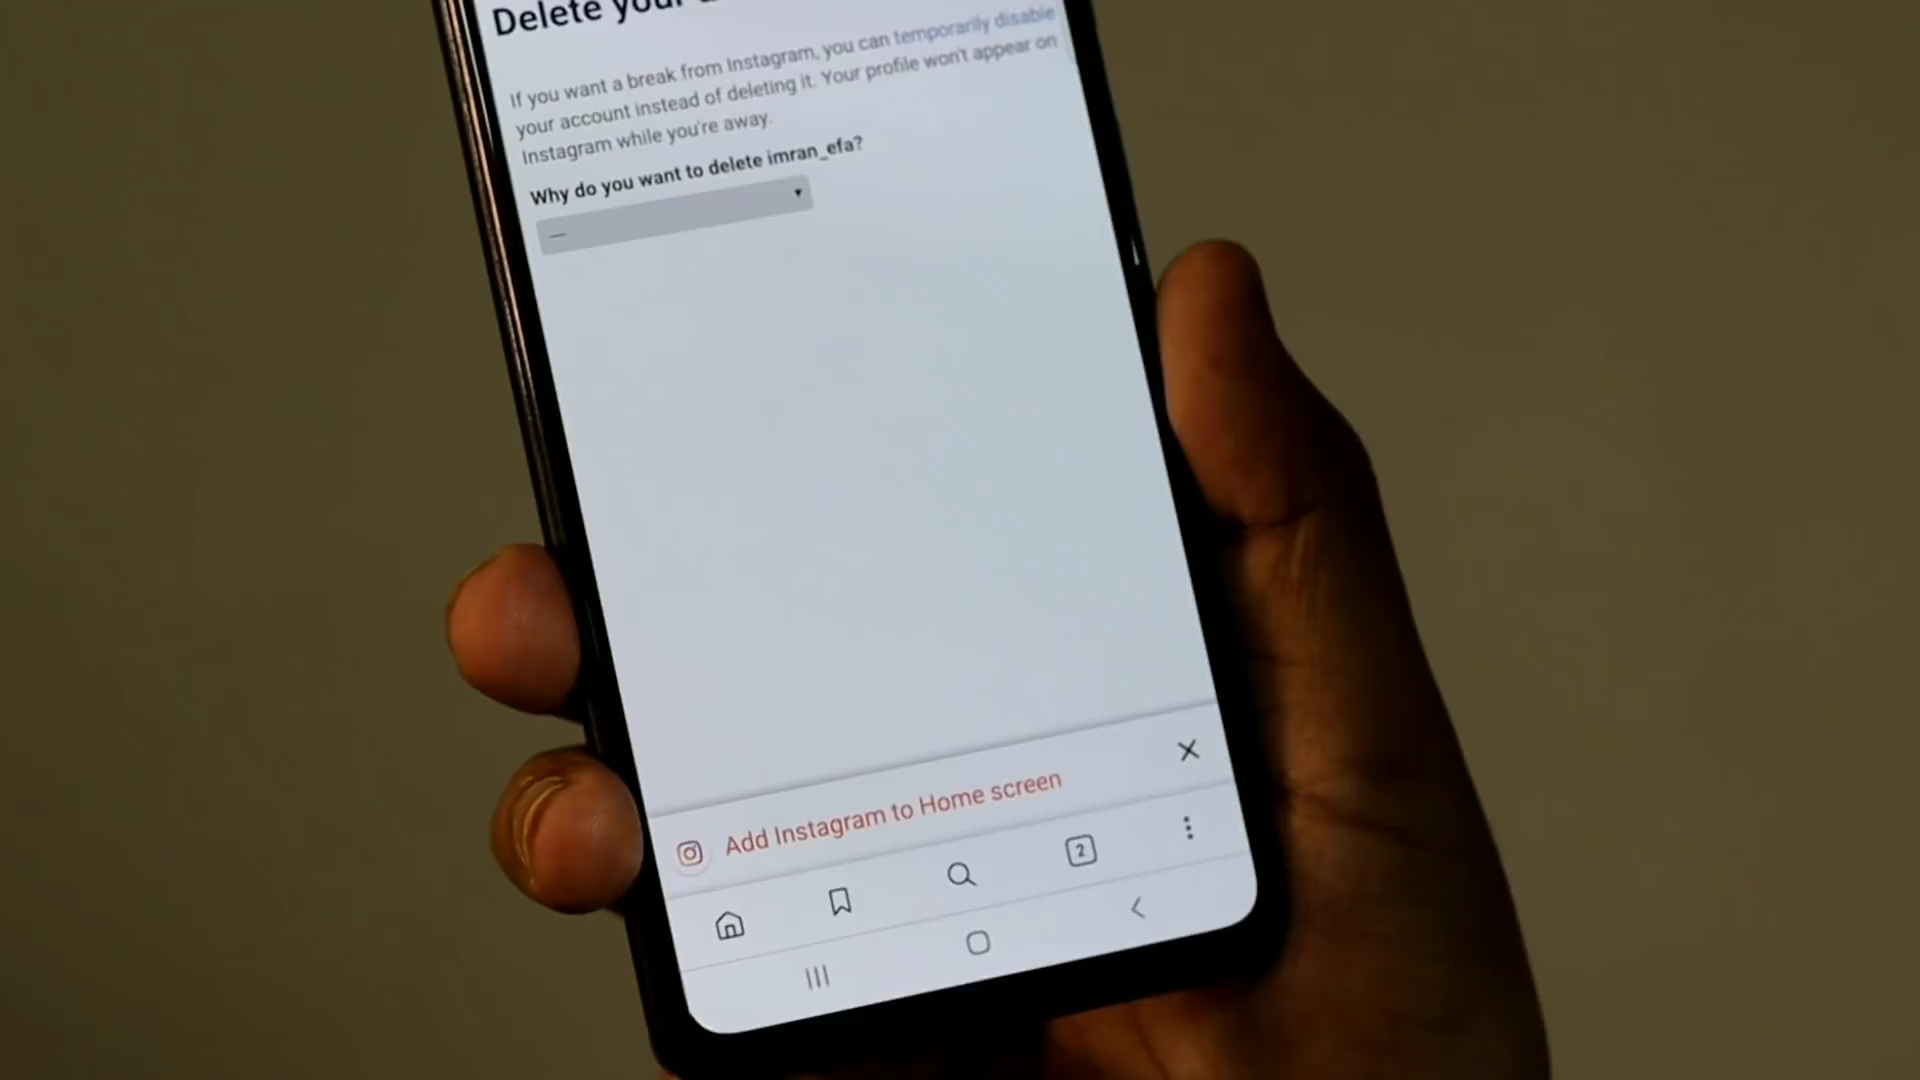 Delete your
If you want a break from Instagram, you can temporarily disable
your account instead of deleting it. Your profile won't appear on
Instagram while you're away.
Why do you want to delete imran_efa?
—
Add Instagram to Home screen
2